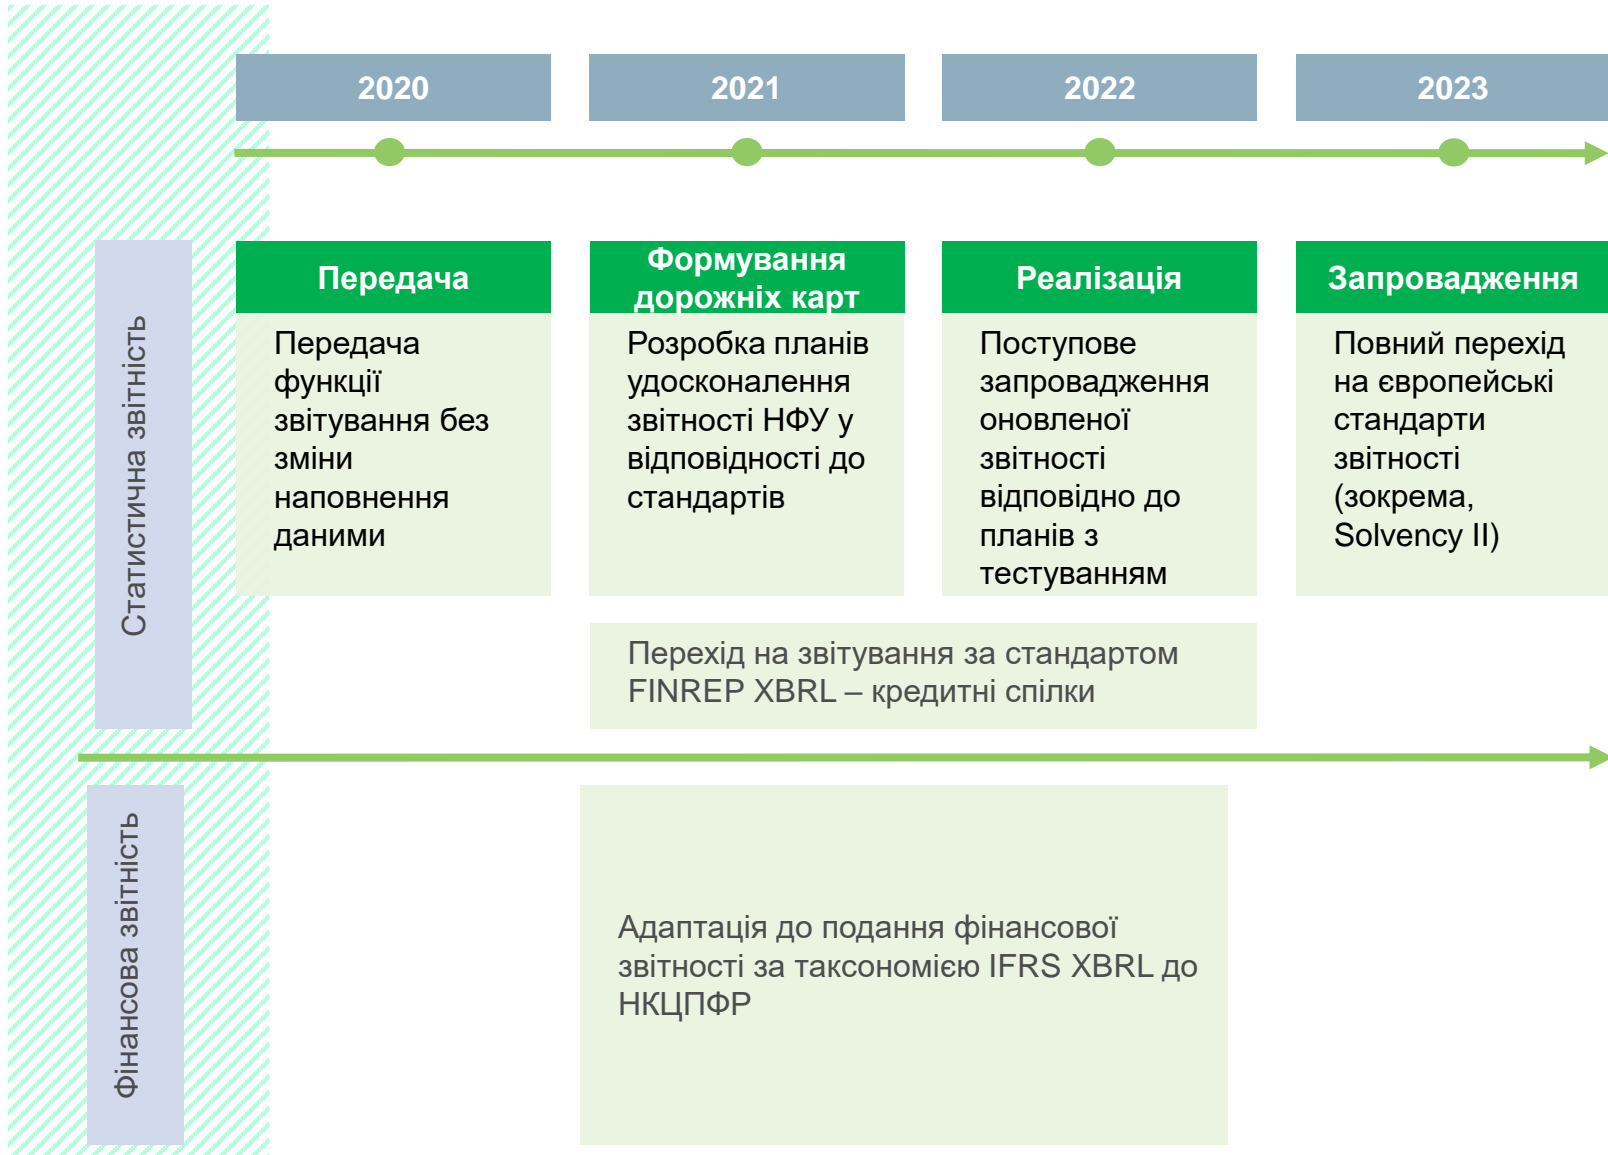 2020
2021
2022
2023
Статистична звітність
Передача
Передача
функції
звітування без
зміни
наповнення
даними
Формування
дорожніх карт
Розробка планів
удосконалення
звітності НФУ у
відповідності до
стандартів
Реалізація
Поступове
запровадження
оновленої
звітності
відповідно до
планів з
тестуванням
Запровадження
Повний перехід
на європейські
стандарти
звітності
(зокрема,
Solvency II)
Перехід на звітування за стандартом
FINREP XBRL – кредитні спілки
Фінансова звітність
Адаптація до подання фінансової
звітності за таксономією IFRS XBRL до
НКЦПФР